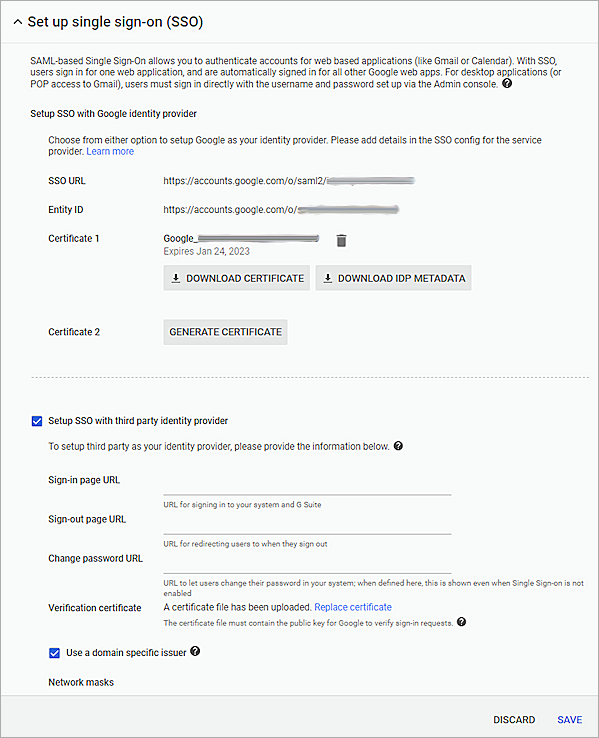 Set up single sign-on (SSO)
SAML-based Single Sign-On allows you to authenticate accounts for web based applications (like Gmail or Calendar). With SSO,
users sign in for one web application, and are automatically signed in for all other Google web apps. For desktop applications (or
POP access to Gmail), users must sign in directly with the username and password set up via the Admin console. ?
Setup SSO with Google identity provider
Choose from either option to setup Google as your identity provider. Please add details in the SSO config for the service
provider. Learn more
SSO URL https://accounts.google.com/o/saml2/
Entity ID https://accounts.google.com/o/
Certificate 1 Google_
Expires Jan 24, 2023
DOWNLOAD CERTIFICATE DOWNLOAD IDP METADATA
Certificate 2 GENERATE CERTIFICATE
Setup SSO with third party identity provider
To setup third party as your identity provider, please provide the information below. ?
Sign-in page URL
URL for signing in to your system and G Suite
Sign-out page URL
URL for redirecting users to when they sign out
Change password URL
URL to let users change their password in your system; when defined here, this is shown even when Single Sign-on is not
enabled
Verification certificate A certificate file has been uploaded. Replace certificate
The certificate file must contain the public key for Google to verify sign-in requests. ?
Use a domain specific issuer ?
Network masks
DISCARD SAVE